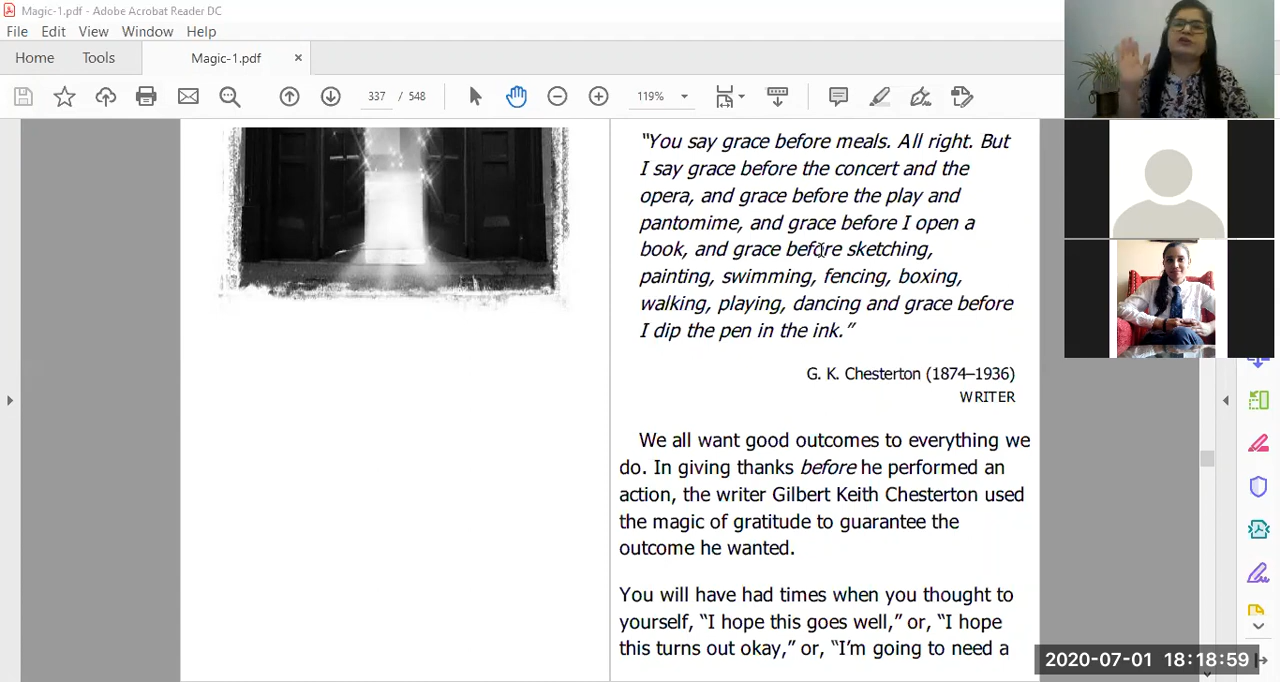 Magic-1.pdf - Adobe Acrobat Reader DC
File Edit View Window Help
Home Tools Magic-1.pdf ×
337 / 548 119%
“You say grace before meals. All right. But
I say grace before the concert and the
opera, and grace before the play and
pantomime, and grace before I open a
book, and grace before sketching,
painting, swimming, fencing, boxing,
walking, playing, dancing and grace before
I dip the pen in the ink.”
G. K. Chesterton (1874–1936)
WRITER
We all want good outcomes to everything we
do. In giving thanks before he performed an
action, the writer Gilbert Keith Chesterton used
the magic of gratitude to guarantee the
outcome he wanted.
You will have had times when you thought to
yourself, “I hope this goes well,” or, “I hope
this turns out okay,” or, “I’m going to need a
2020-07-01 18:18:59